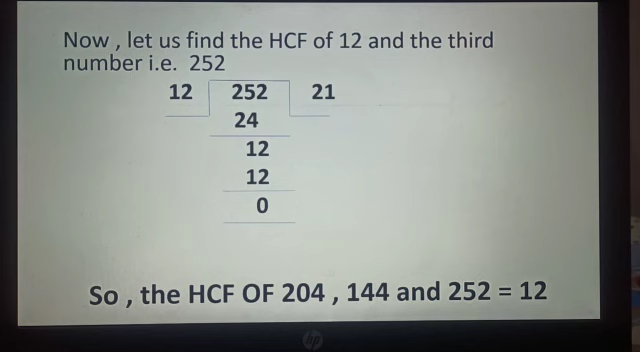 Now , let us find the HCF of 12 and the third
number i.e. 252
12 252 21
24
12
12
0
So , the HCF OF 204 , 144 and 252 = 12
hp